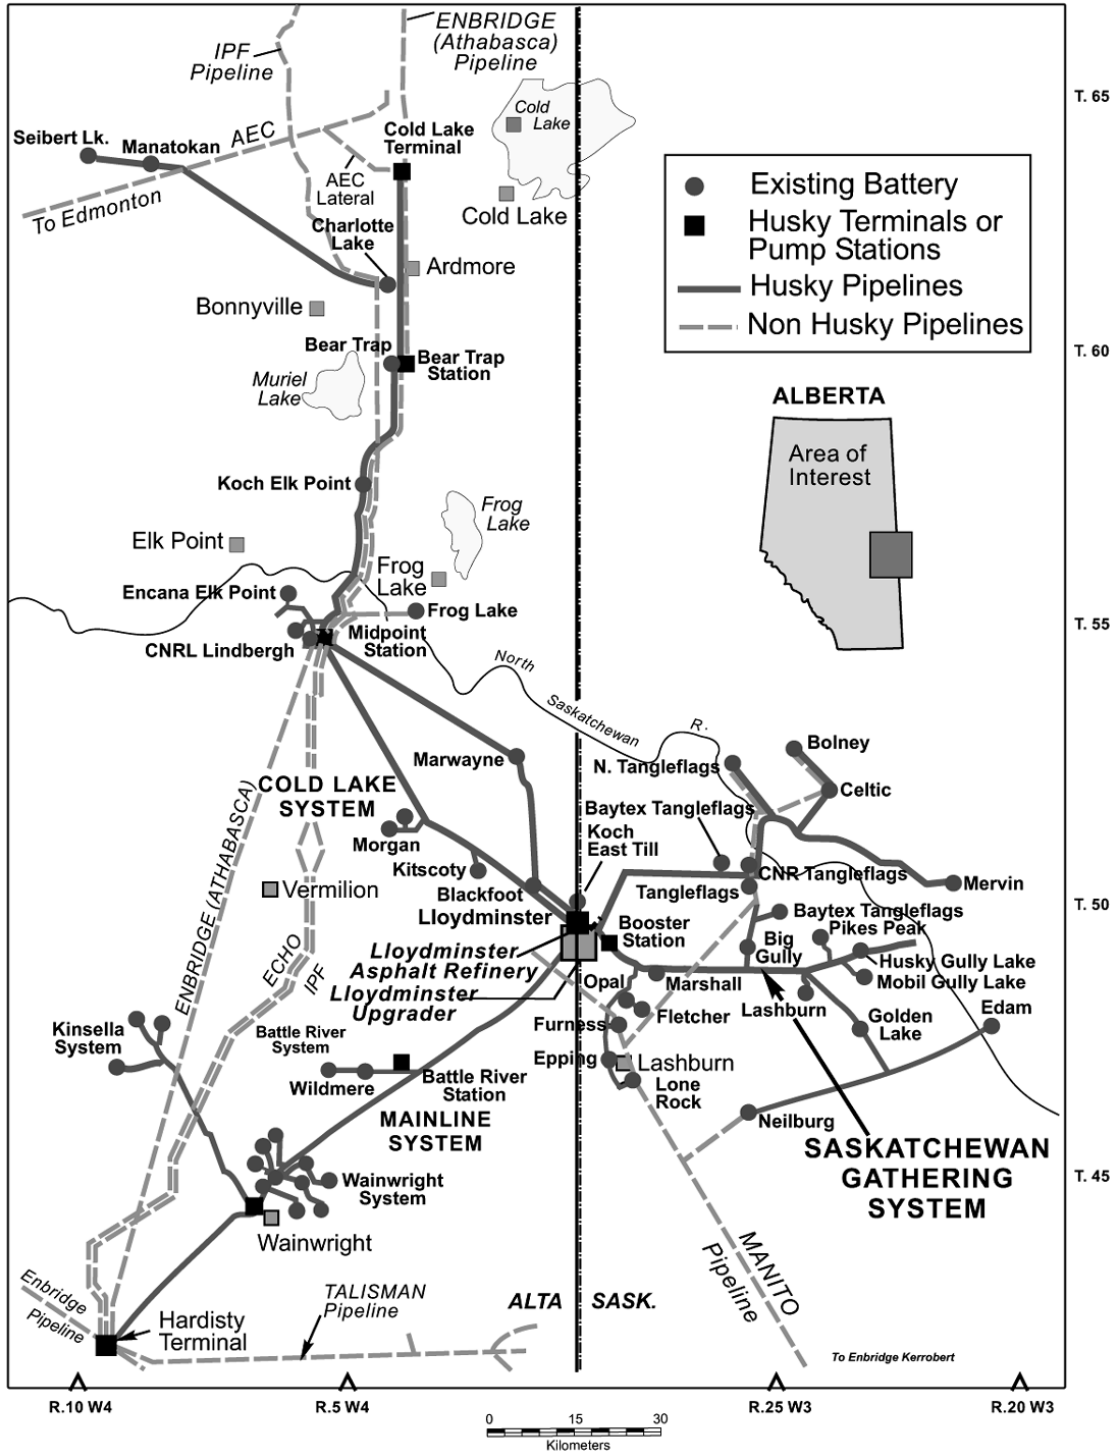 ENBRIDGE
(Athabasca)
Pipeline
IPF
Pipeline
T. 65
Cold
Lake
Seibert Lk.
Manatokan
AEC
Cold Lake
Terminal
AEC
Lateral
To Edmonton
Cold Lake
Charlotte
Lake
Ardmore
Bonnyville
Existing Battery
Husky Terminals or
Pump Stations
Husky Pipelines
Non Husky Pipelines
Bear Trap
Bear Trap
Station
T. 60
Muriel
Lake
ALBERTA
Area of
Interest
Koch Elk Point
Frog
Lake
Elk Point
Frog
Lake
Encana Elk Point
Frog Lake
T. 55
Midpoint
Station
CNRL Lindbergh
North
Saskatchewan
R.
Marwayne
N. Tangleflags
Bolney
Celtic
COLD LAKE
SYSTEM
ENBRIDGE (ATHABASCA)
Baytex Tangleflags
Koch
East Till
Morgan
Kitscoty
Vermilion
Blackfoot
CNR Tangleflags
Mervin
Tangleflags
T. 50
Lloydminster
Booster
Station
Baytex Tangleflags
Pikes Peak
Big
Gully
Husky Gully Lake
Mobil Gully Lake
ECHO
IPF
Lloydminster
Asphalt Refinery
Lloydminster
Upgrader
Opal
Marshall
Lashburn
Edam
Fletcher
Golden
Lake
Furness
Kinsella
System
Battle River
System
Wildmere
Battle River
Station
Epping
Lashburn
Lone
Rock
Neilburg
MAINLINE
SYSTEM
SASKATCHEWAN
GATHERING
SYSTEM
T. 45
Wainwright
System
Wainwright
MANITO
Pipeline
Enbridge
Pipeline
Hardisty
Terminal
TALISMAN
Pipeline
ALTA
SASK.
To Enbridge Kerrobert
R.10 W4
R.5 W4
R.25 W3
R.20 W3
0 15 30
Kilometers